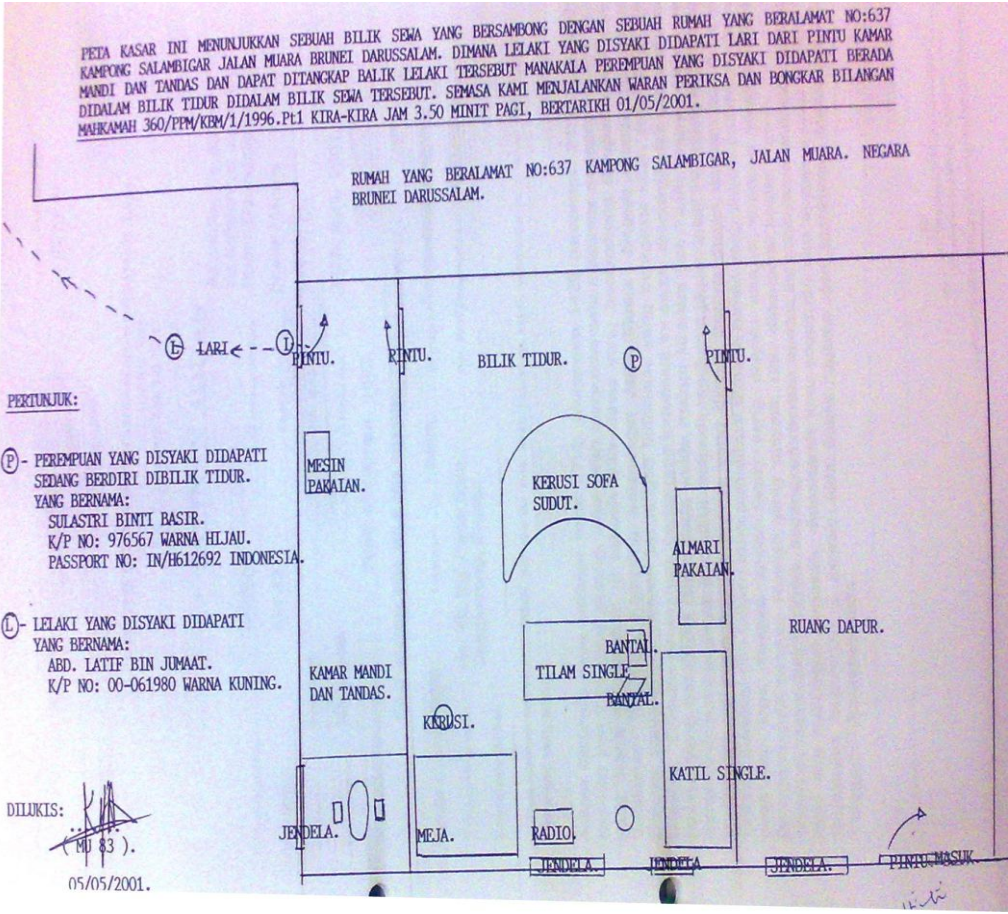 PETA KASAR INI MENUNJUKKAN SEBUAH BILIK SEWA YANG BERSAMBONG DENGAN SEBUAH RUMAH YANG BERALAMAT NO:637
KAMPONG SALAMBIGAR JALAN MUARA BRUNEI DARUSSALAM. DIMANA LELAKI YANG DISYAKI DIDAPATI LARI DARI PINTU KAMAR
MANDI DAN TANDAS DAN DAPAT DITANGKAP BALIK LELAKI TERSEBUT MANAKALA PEREMPUAN YANG DISYAKI DIDAPATI BERADA
DIDALAM BILIK TIDUR DIDALAM BILIK SEWA TERSEBUT. SEMASA KAMI MENJALANKAN WARAN PERIKSA DAN BONGKAR BILANGAN
MAHKAMAH 360/PPM/KBM/1/1996.Pt1 KIRA-KIRA JAM 3.50 MINIT PAGI, BERTARIKH 01/05/2001.
RUMAH YANG BERALAMAT NO:637 KAMPONG SALAMBIGAR, JALAN MUARA. NEGARA
BRUNEI DARUSSALAM.
L LARI L
PINTU.
PINTU.
BILIK TIDUR.
P
PINTU.
PERTUNJUK:
P - PEREMPUAN YANG DISYAKI DIDAPATI
SEDANG BERDIRI DIBILIK TIDUR.
YANG BERNAMA:
SULASTRI BINTI BASIR.
K/P NO: 976567 WARNA HIJAU.
PASSPORT NO: IN/H612692 INDONESIA.
L - LELAKI YANG DISYAKI DIDAPATI
YANG BERNAMA:
ABD. LATIF BIN JUMAAT.
K/P NO: 00-061980 WARNA KUNING.
MESIN
PAKAIAN.
KERUSI SOFA
SUDUT.
ALMARI
PAKAIAN.
RUANG DAPUR.
BANTAL.
TILAM SINGLE
BANYAL.
KAMAR MANDI
DAN TANDAS.
KERUSI.
KATIL SINGLE.
DILUKIS:
( MU 83 ).
05/05/2001.
JENDELA.
MEJA.
RADIO.
JENDELA.
JENDELA
JENDELA.
PINTU MASUK.